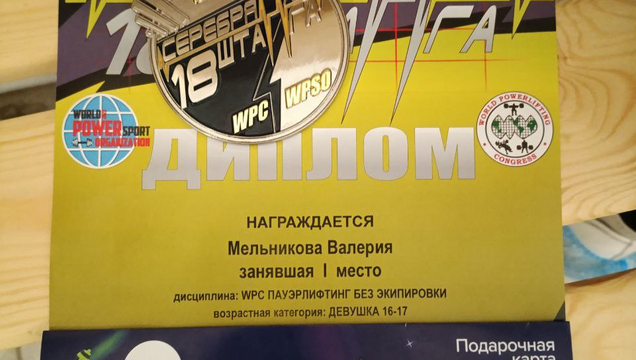 СЕРЕБРЯ
18 ШТА НГА
WPC WPSO
WORLD
POWER SPORT
ORGANIZATION
WORLD POWERLIFTING
CONGRESS
ДИПЛОМ
НАГРАЖДАЕТСЯ
Мельникова Валерия
занявшая I место
дисциплина: WPC ПАУЭРЛИФТИНГ БЕЗ ЭКИПИРОВКИ
возрастная категория: ДЕВУШКА 16-17
Подарочная
карта